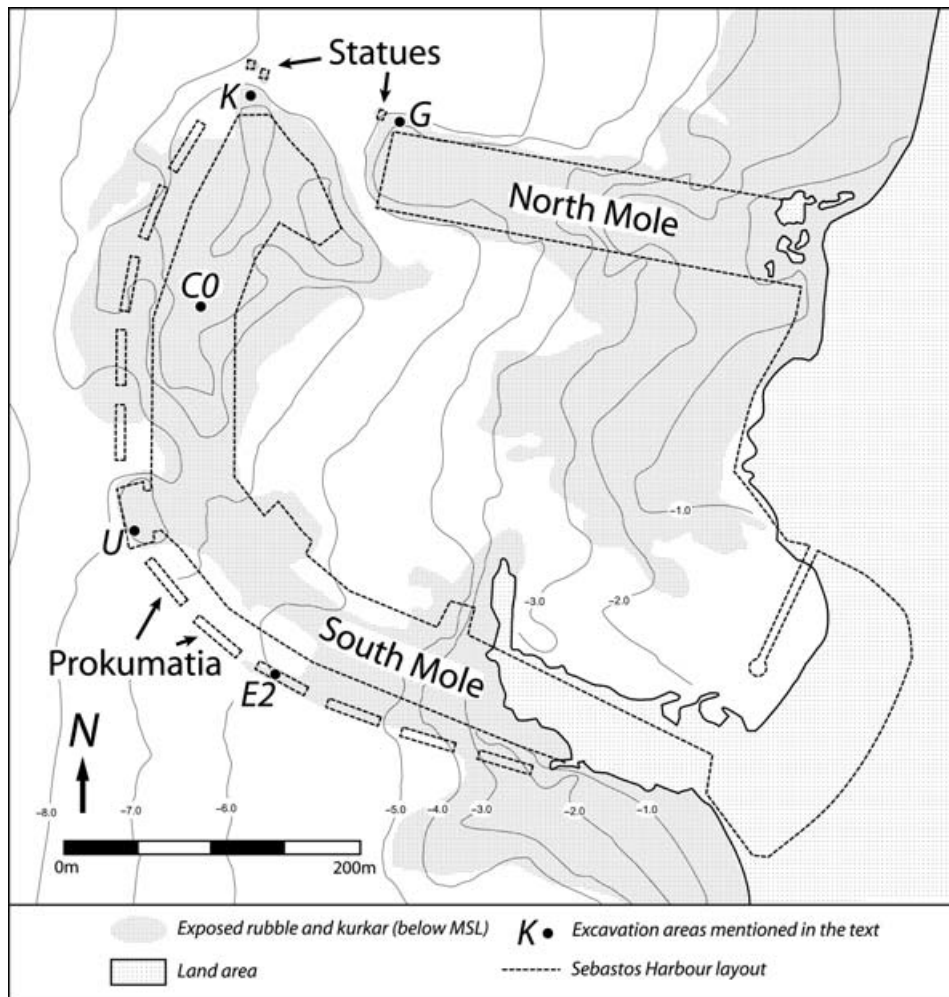 Statues
K
G
North Mole
C0
-1.0
U
-3.0
-2.0
Prokumatia
South Mole
E2
N
-8.0
-7.0
-6.0
-5.0
-4.0
-3.0
-2.0
-1.0
0m
200m
Exposed rubble and kurkar (below MSL)
K
Excavation areas mentioned in the text
Land area
Sebastos Harbour layout